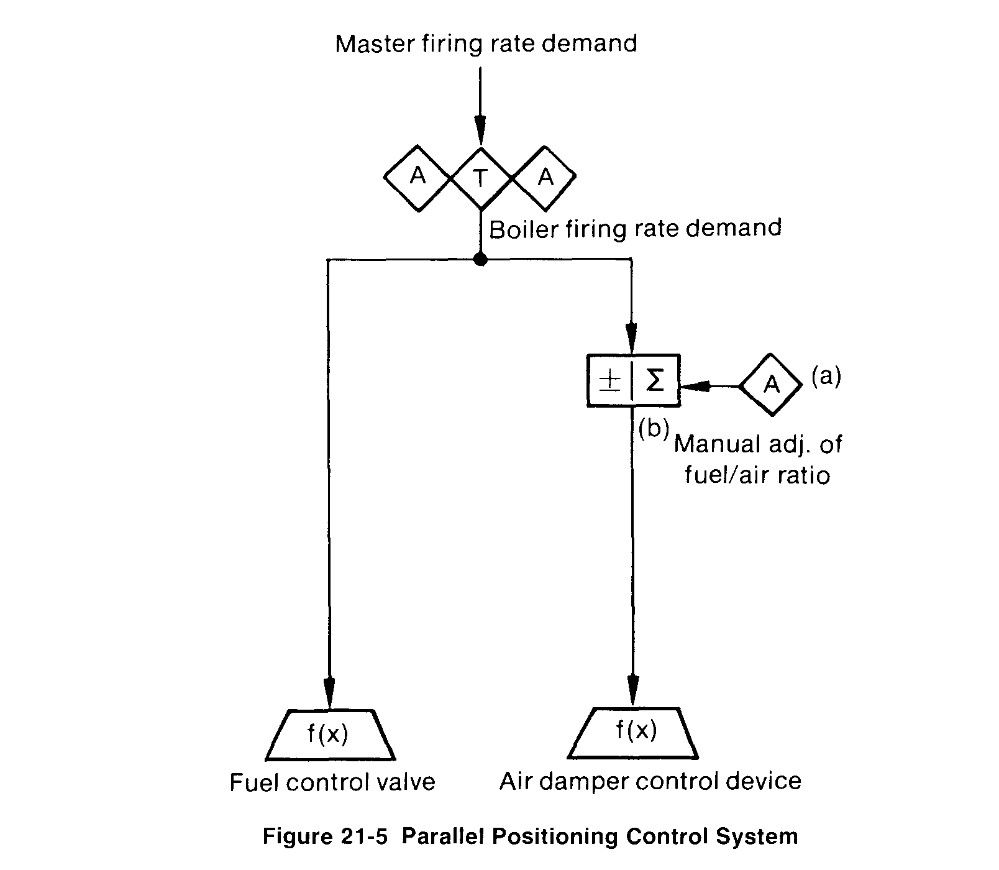 Master firing rate demand
A T A
Boiler firing rate demand
± Σ
A (a)
(b)
Manual adj. of
fuel/air ratio
f(x)
f(x)
Fuel control valve
Air damper control device
Figure 21-5 Parallel Positioning Control System